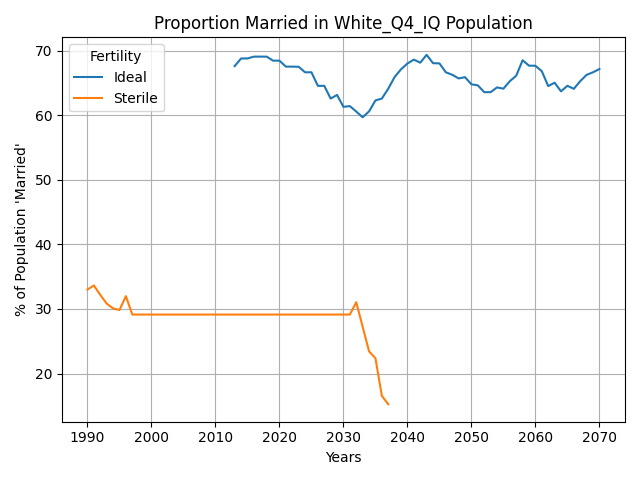 Proportion Married in White_Q4_IQ Population
% of Population 'Married'
70
60
50
40
30
20
Fertility
Ideal
Sterile
1990 2000 2010 2020 2030 2040 2050 2060 2070
Years